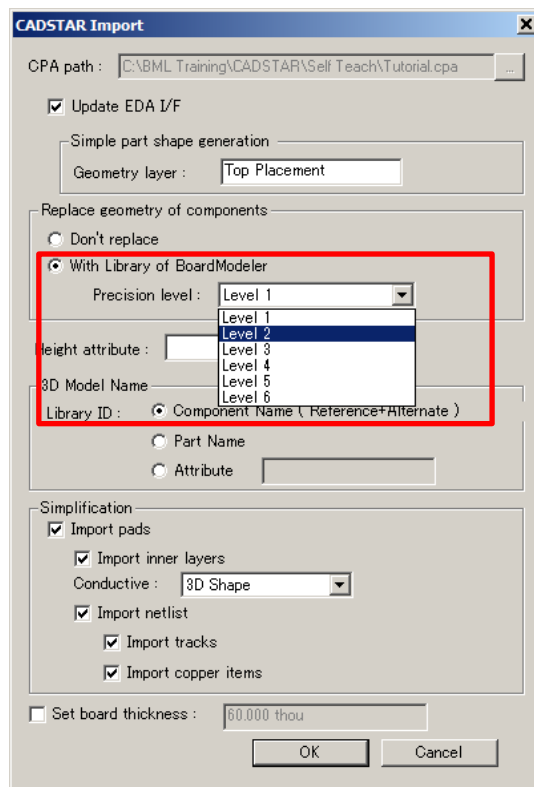 CADSTAR Import
CPA path : C:\BML Training\CADSTAR\Self Teach\Tutorial.cpa ...
Update EDA I/F
Simple part shape generation
Geometry layer : Top Placement
Replace geometry of components
Don't replace
With Library of BoardModeler
Precision level : Level 1
Level 1
Level 2
Height attribute : Level 3
Level 4
3D Model Name Level 5
Level 6
Library ID : Component Name ( Reference+Alternate )
Part Name
Attribute
Simplification
Import pads
Import inner layers
Conductive : 3D Shape
Import netlist
Import tracks
Import copper items
Set board thickness : 60.000 thou
OK Cancel